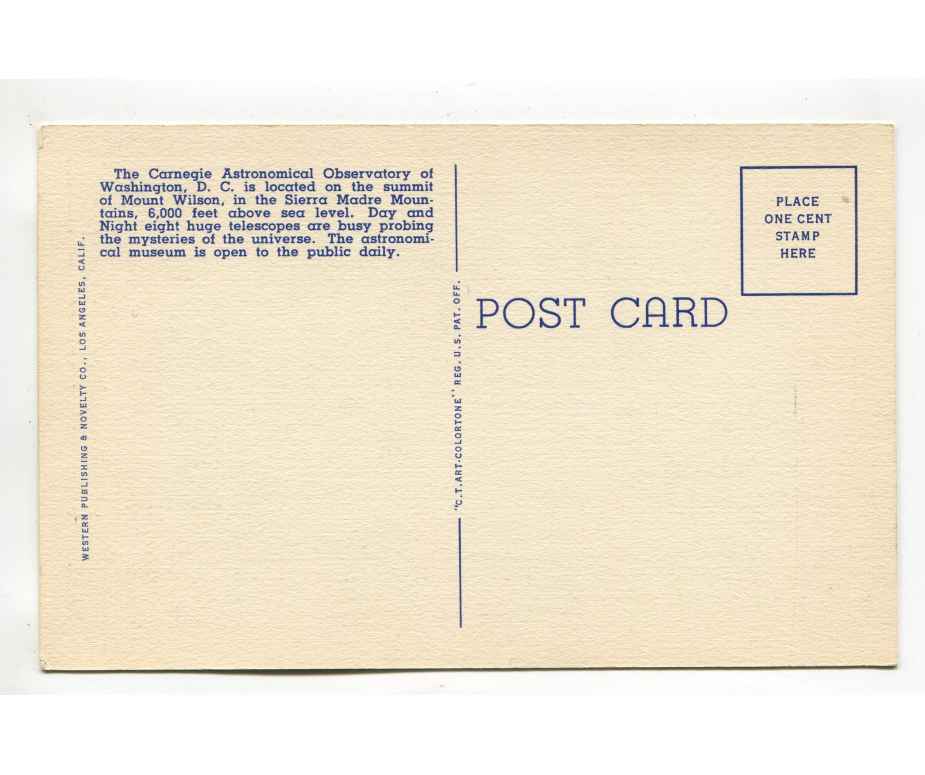 The Carnegie Astronomical Observatory of
Washington, D. C. is located on the summit
of Mount Wilson, in the Sierra Madre Moun-
tains, 6,000 feet above sea level. Day and
Night eight huge telescopes are busy probing
the mysteries of the universe. The astronomi-
cal museum is open to the public daily.
WESTERN PUBLISHING & NOVELTY CO., LOS ANGELES, CALIF.
"C.T.ART-COLORTONE" REG. U.S. PAT. OFF.
POST CARD
PLACE
ONE CENT
STAMP
HERE